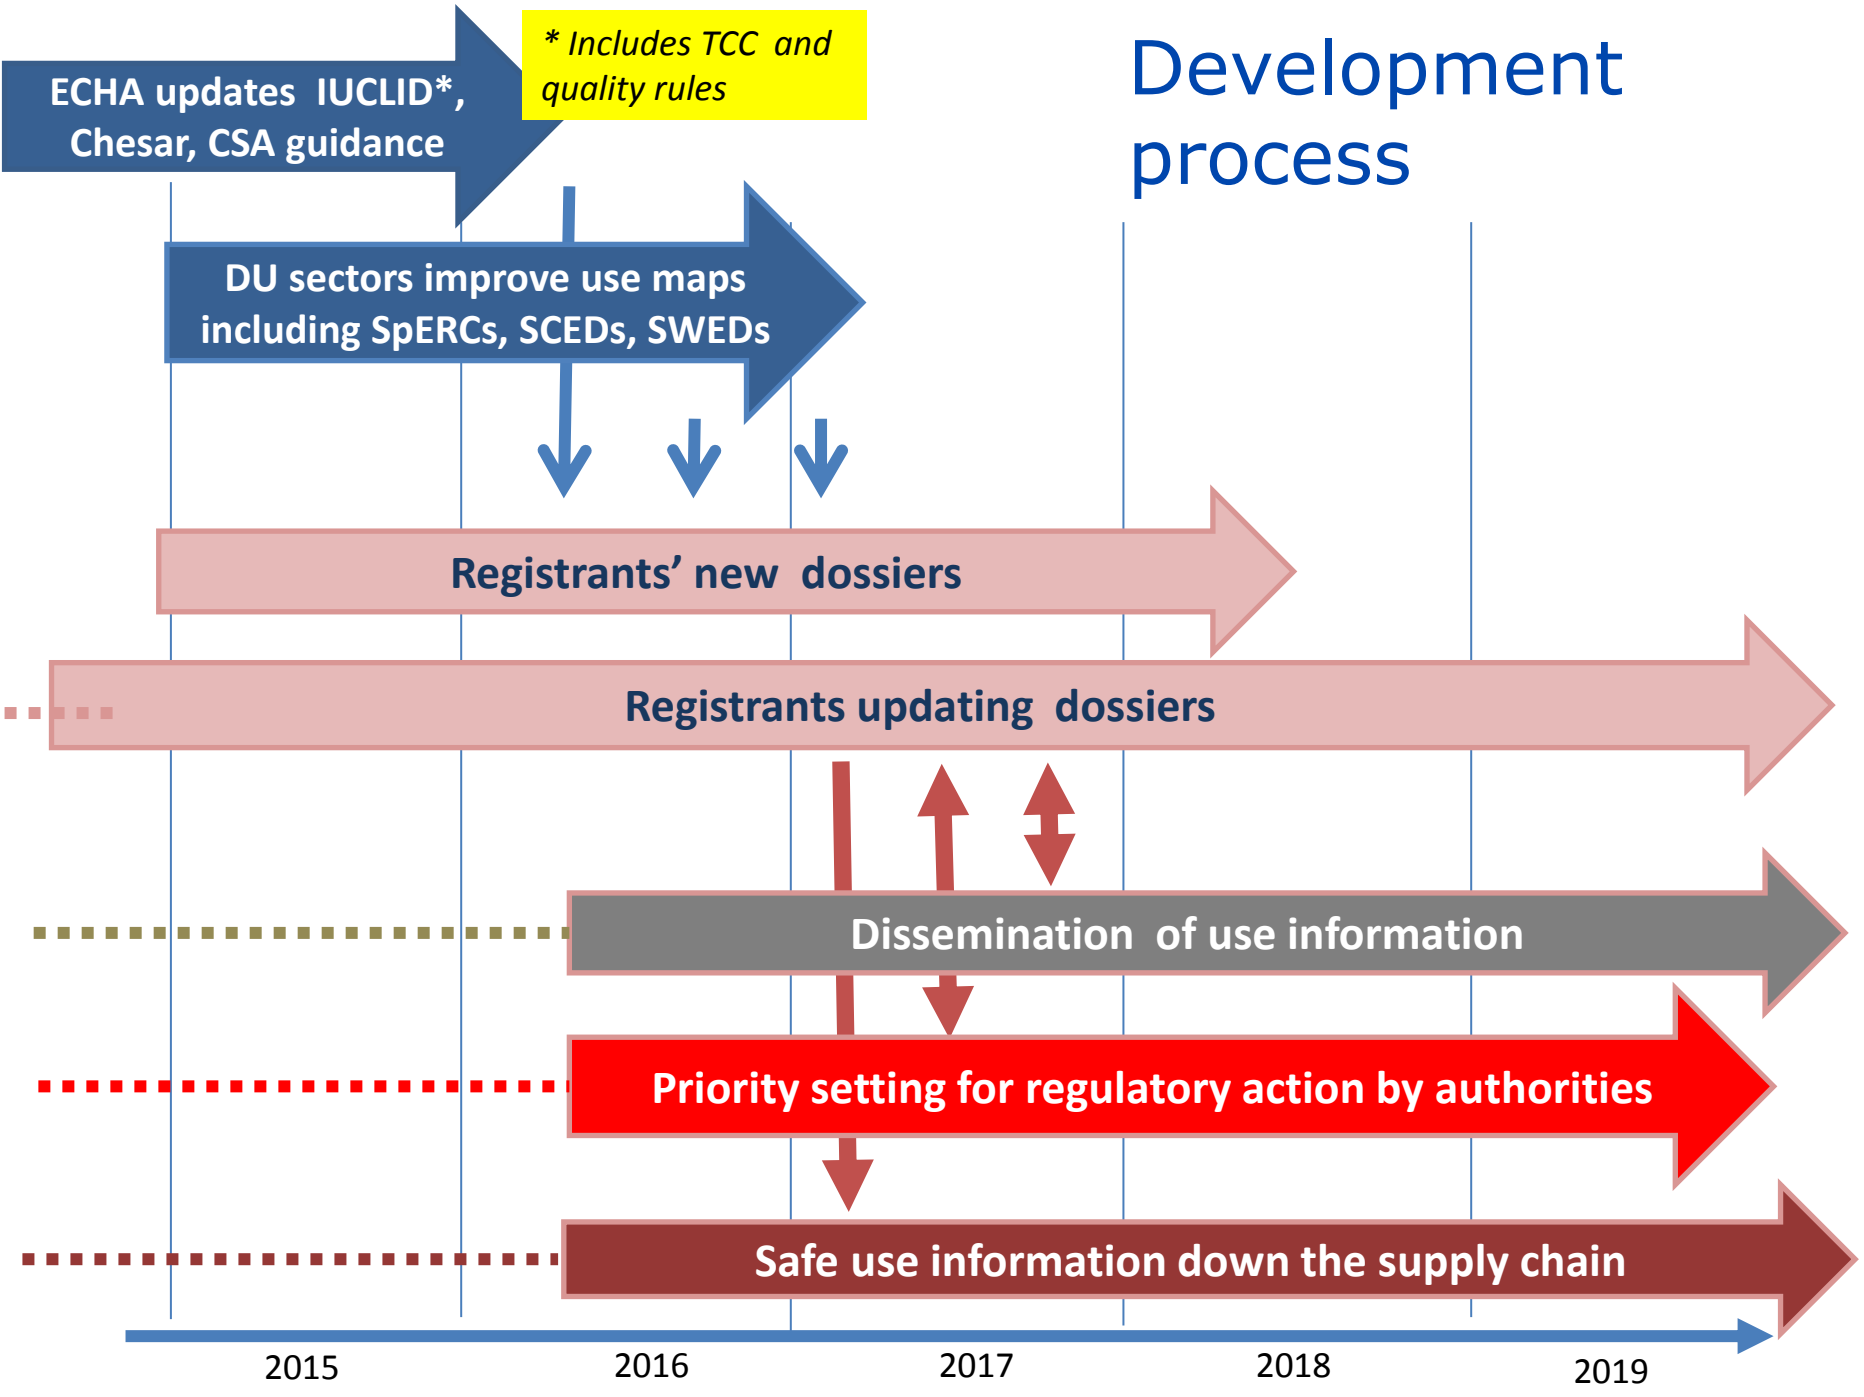 Development
process
* Includes TCC and
quality rules
ECHA updates IUCLID*,
Chesar, CSA guidance
DU sectors improve use maps
including SpERCs, SCEDs, SWEDs
Registrants’ new dossiers
Registrants updating dossiers
Dissemination of use information
Priority setting for regulatory action by authorities
Safe use information down the supply chain
2015
2016
2017
2018
2019